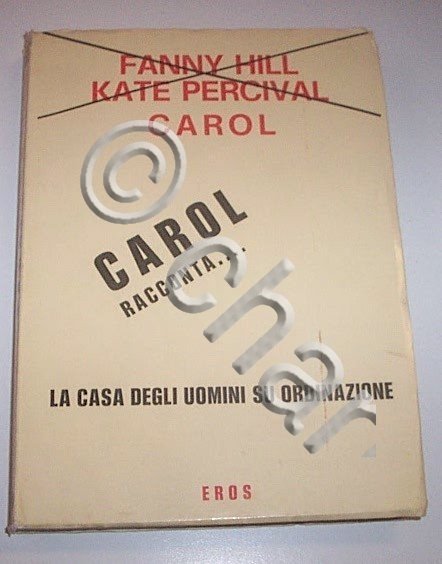 FANNY HILL
KATE PERCIVAL
CAROL
CAROL
RACCONTA....
LA CASA DEGLI UOMINI SU ORDINAZIONE
EROS
© char